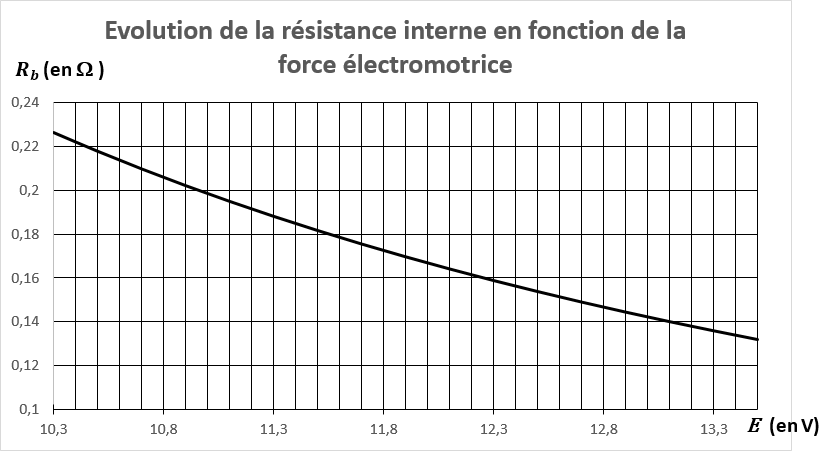 Evolution de la résistance interne en fonction de la
force électromotrice
R_b (en Ω )
0,24
0,22
0,2
0,18
0,16
0,14
0,12
0,1
10,3 10,8 11,3 11,8 12,3 12,8 13,3
E (en V)